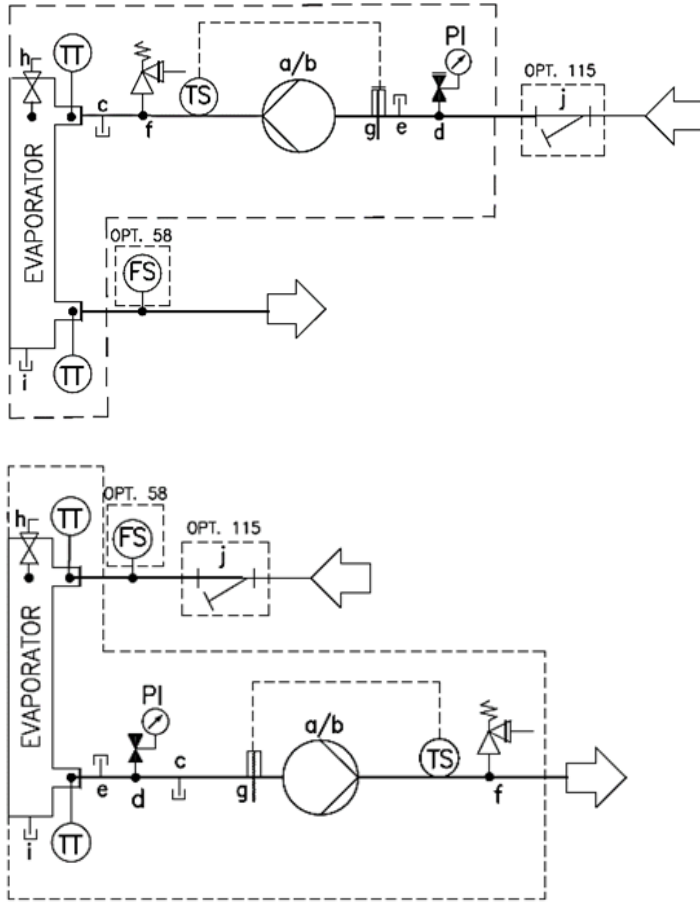 h
TT
c
f
TS
a/b
g
e
PI
d
OPT. 115
j
EVAPORATOR
OPT. 58
FS
i
TT
h
TT
OPT. 58
FS
OPT. 115
j
EVAPORATOR
e
PI
d
c
g
a/b
TS
f
i
TT